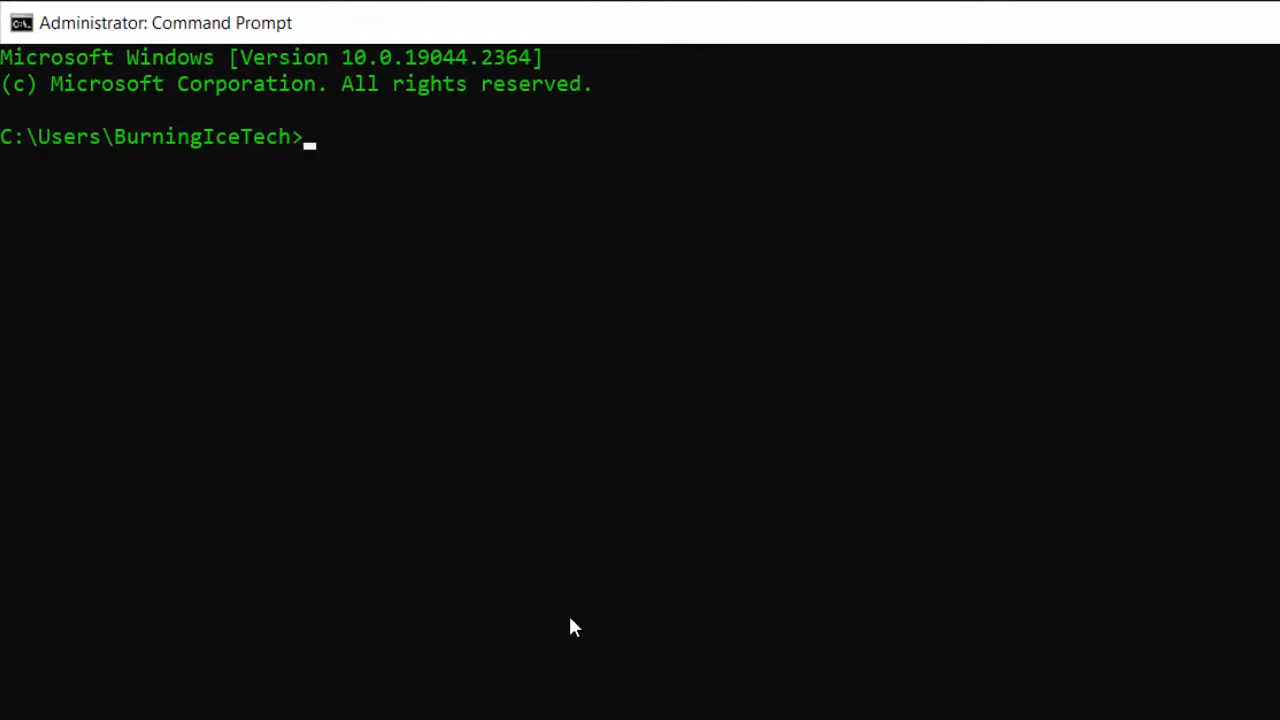 Administrator: Command Prompt
Microsoft Windows [Version 10.0.19044.2364]
(c) Microsoft Corporation. All rights reserved.
C:\Users\BurningIceTech>